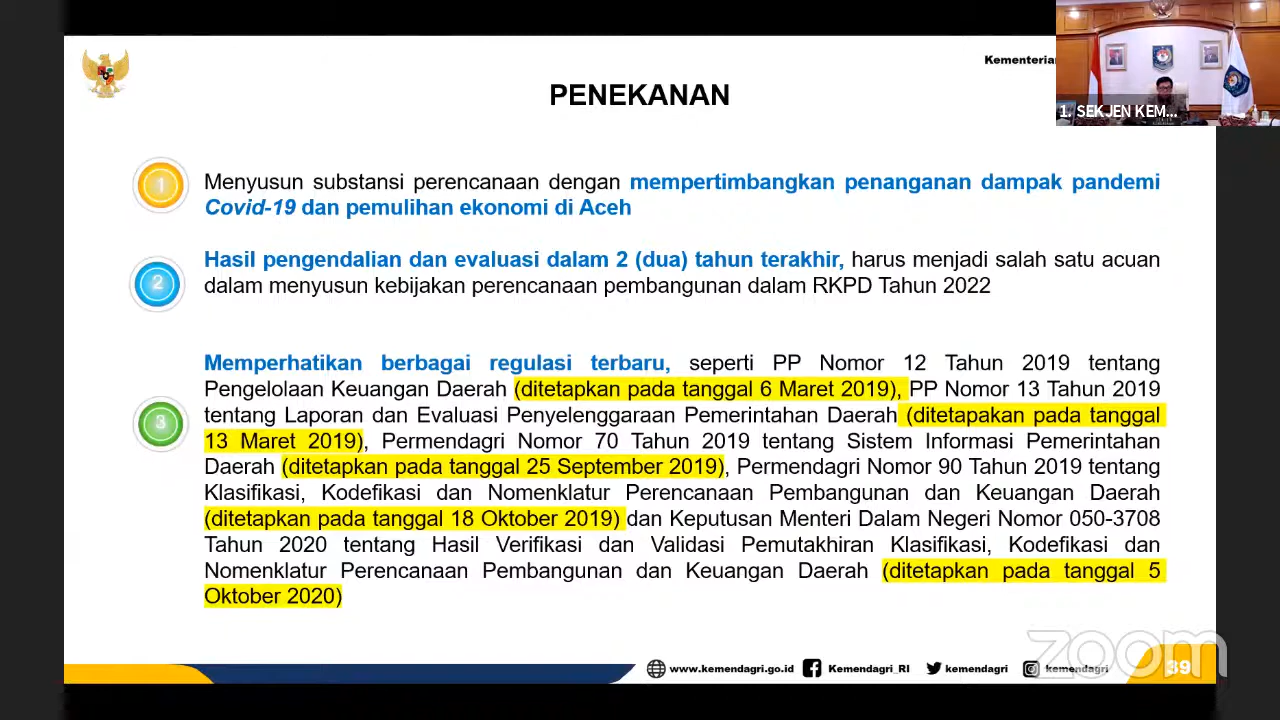 Kementerian
1. SEKJEN KEM...
PENEKANAN
1
Menyusun substansi perencanaan dengan mempertimbangkan penanganan dampak pandemi
Covid-19 dan pemulihan ekonomi di Aceh
2
Hasil pengendalian dan evaluasi dalam 2 (dua) tahun terakhir, harus menjadi salah satu acuan
dalam menyusun kebijakan perencanaan pembangunan dalam RKPD Tahun 2022
3
Memperhatikan berbagai regulasi terbaru, seperti PP Nomor 12 Tahun 2019 tentang
Pengelolaan Keuangan Daerah (ditetapkan pada tanggal 6 Maret 2019), PP Nomor 13 Tahun 2019
tentang Laporan dan Evaluasi Penyelenggaraan Pemerintahan Daerah (ditetapakan pada tanggal
13 Maret 2019), Permendagri Nomor 70 Tahun 2019 tentang Sistem Informasi Pemerintahan
Daerah (ditetapkan pada tanggal 25 September 2019), Permendagri Nomor 90 Tahun 2019 tentang
Klasifikasi, Kodefikasi dan Nomenklatur Perencanaan Pembangunan dan Keuangan Daerah
(ditetapkan pada tanggal 18 Oktober 2019) dan Keputusan Menteri Dalam Negeri Nomor 050-3708
Tahun 2020 tentang Hasil Verifikasi dan Validasi Pemutakhiran Klasifikasi, Kodefikasi dan
Nomenklatur Perencanaan Pembangunan dan Keuangan Daerah (ditetapkan pada tanggal 5
Oktober 2020)
www.kemendagri.go.id Kemendagri_RI kemendagri kemendagri 39
zoom